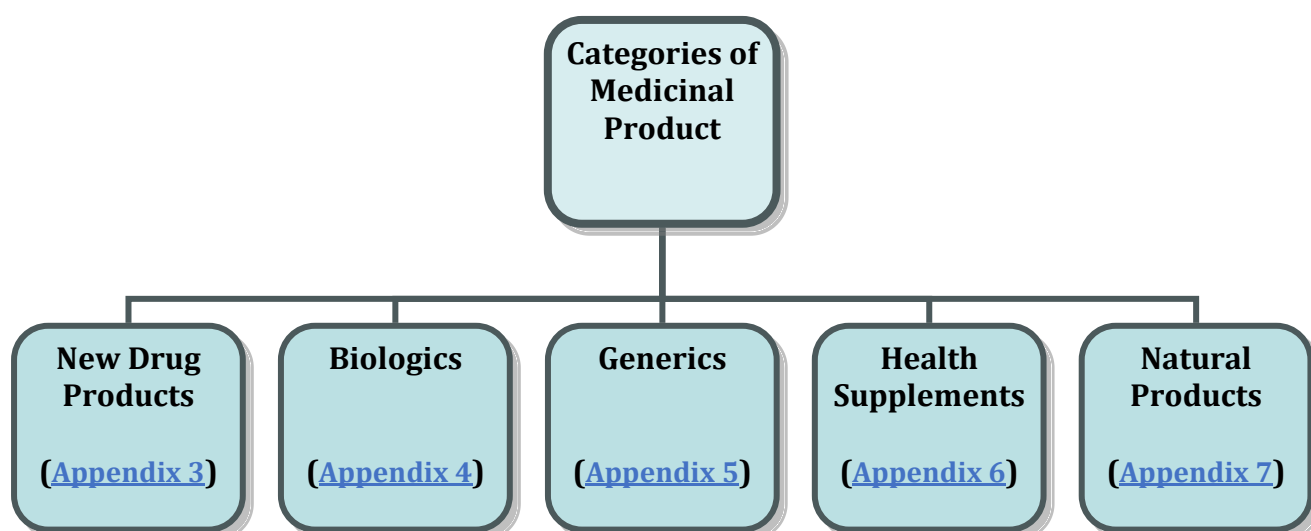 Categories of
Medicinal
Product
New Drug
Products
(Appendix 3)
Biologics
(Appendix 4)
Generics
(Appendix 5)
Health
Supplements
(Appendix 6)
Natural
Products
(Appendix 7)